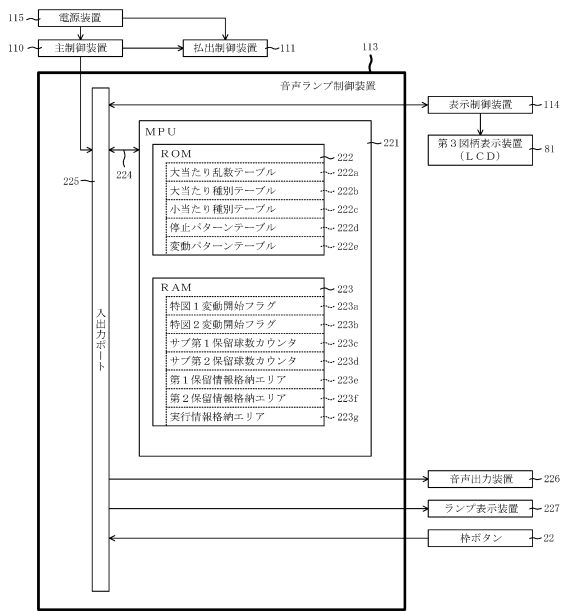 115 電源装置
110 主制御装置 払出制御装置 111
113
音声ランプ制御装置
表示制御装置 114
第3図柄表示装置
(LCD) 81
MPU
221
224
225
ROM 222
大当たり乱数テーブル 222a
大当たり種別テーブル 222b
小当たり種別テーブル 222c
停止パターンテーブル 222d
変動パターンテーブル 222e
RAM 223
特図1変動開始フラグ 223a
特図2変動開始フラグ 223b
サブ第1保留球数カウンタ 223c
サブ第2保留球数カウンタ 223d
第1保留情報格納エリア 223e
第2保留情報格納エリア 223f
実行情報格納エリア 223g
入出力ポート
音声出力装置 226
ランプ表示装置 227
枠ボタン 22